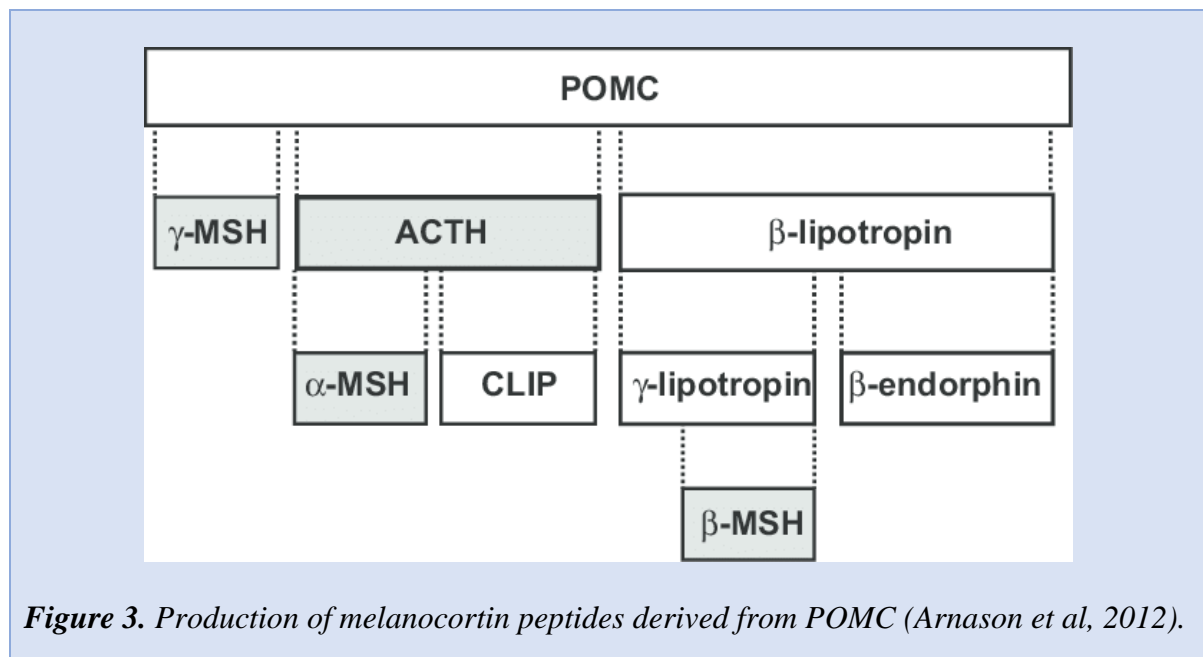 POMC
γ-MSH ACTH β-lipotropin
α-MSH CLIP γ-lipotropin β-endorphin
β-MSH
Figure 3. Production of melanocortin peptides derived from POMC (Arnason et al, 2012).